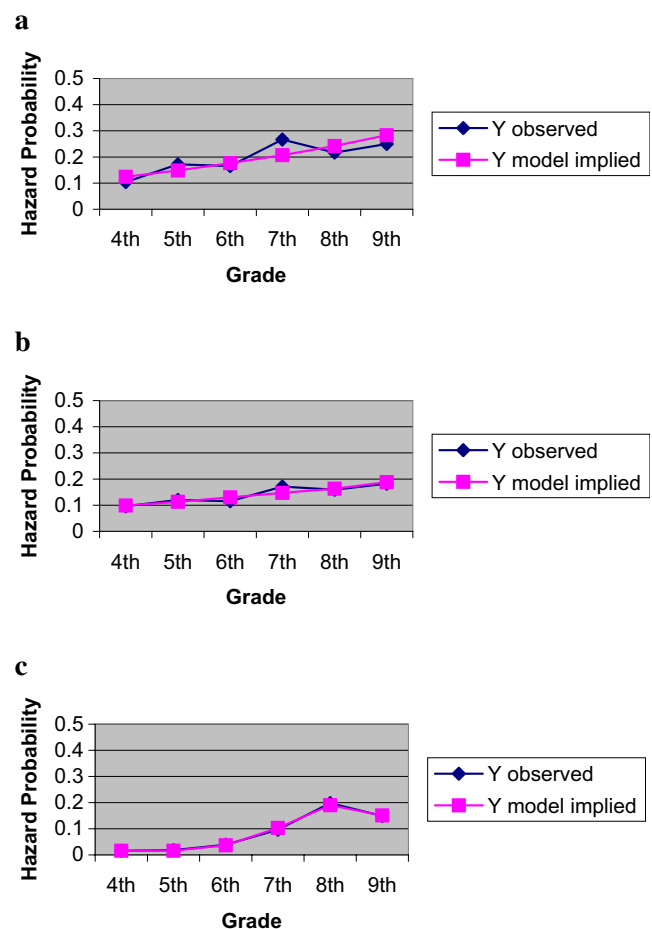 a
Hazard Probability
0.5
0.4
0.3
0.2
0.1
0
4th 5th 6th 7th 8th 9th
Grade
Y observed
Y model implied
b
Hazard Probability
0.5
0.4
0.3
0.2
0.1
0
4th 5th 6th 7th 8th 9th
Grade
Y observed
Y model implied
c
Hazard Probability
0.5
0.4
0.3
0.2
0.1
0
4th 5th 6th 7th 8th 9th
Grade
Y observed
Y model implied